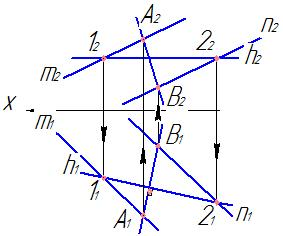 A₂
n₂
1₂
2₂
h₂
m₂
B₂
x
m₁
B₁
h₁
1₁
A₁
2₁
n₁